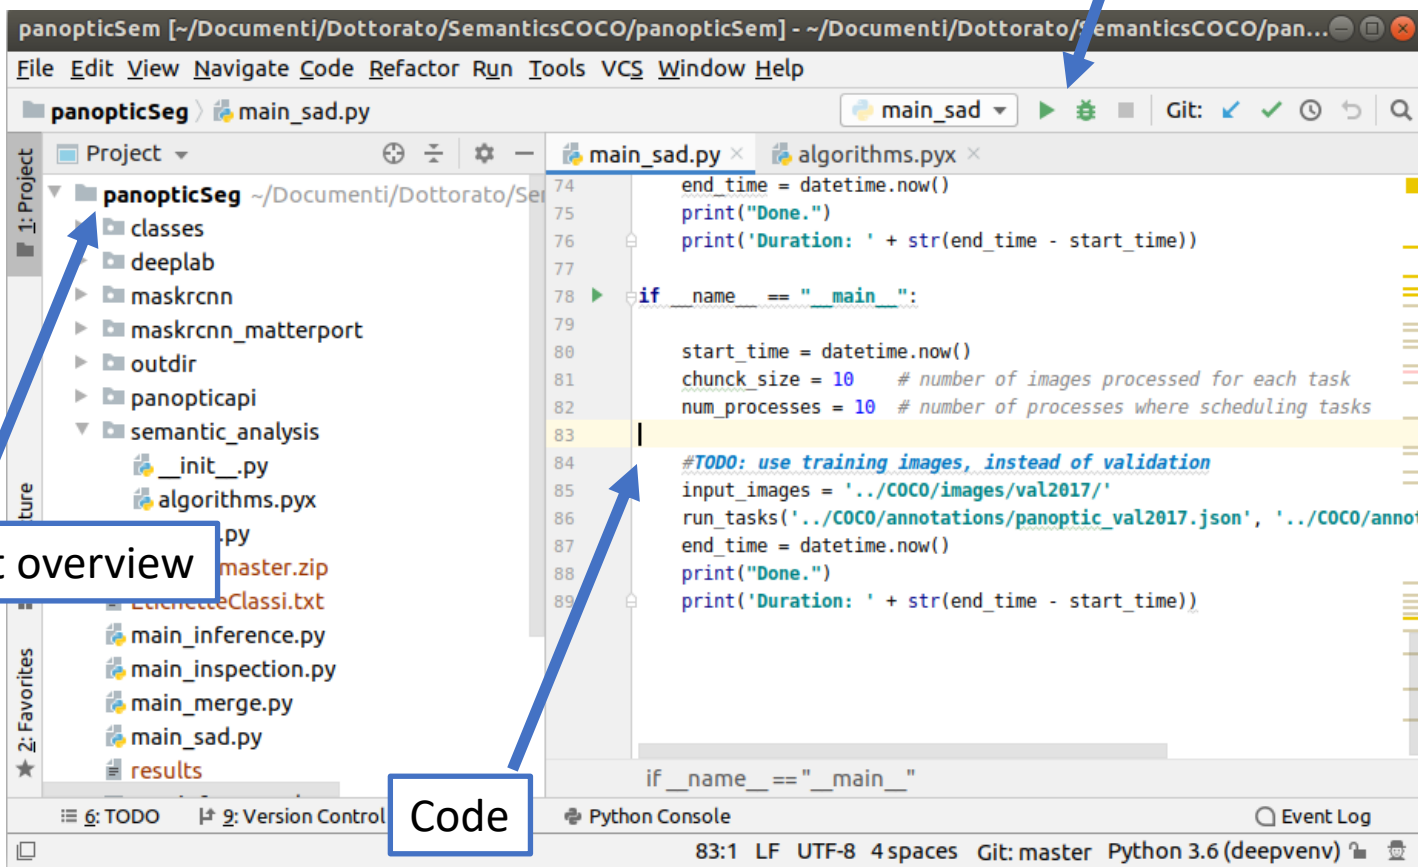 panopticSem [~/Documenti/Dottorato/SemanticsCOCO/panopticSem] - ~/Documenti/Dottorato/SemanticsCOCO/pan...
File Edit View Navigate Code Refactor Run Tools VCS Window Help
panopticSeg main_sad.py main_sad Git:
1: Project
Project
main_sad.py algorithms.pyx
panopticSeg ~/Documenti/Dottorato/Se
classes
deeplab
maskrcnn
maskrcnn_matterport
outdir
panopticapi
semantic_analysis
__init__.py
algorithms.pyx
.py
master.zip
EtichetteClassi.txt
main_inference.py
main_inspection.py
main_merge.py
main_sad.py
results
t overview
ture
2: Favorites
74 end_time = datetime.now()
75 print("Done.")
76 print('Duration: ' + str(end_time - start_time))
77
78 if __name__ == "__main__":
79
80 start_time = datetime.now()
81 chunck_size = 10 # number of images processed for each task
82 num_processes = 10 # number of processes where scheduling tasks
83
84 #TODO: use training images, instead of validation
85 input_images = '../COCO/images/val2017/'
86 run_tasks('../COCO/annotations/panoptic_val2017.json', '../COCO/annot
87 end_time = datetime.now()
88 print("Done.")
89 print('Duration: ' + str(end_time - start_time))
if __name__ == "__main__"
Code
6: TODO 9: Version Control Python Console Event Log
83:1 LF UTF-8 4 spaces Git: master Python 3.6 (deepvenv)